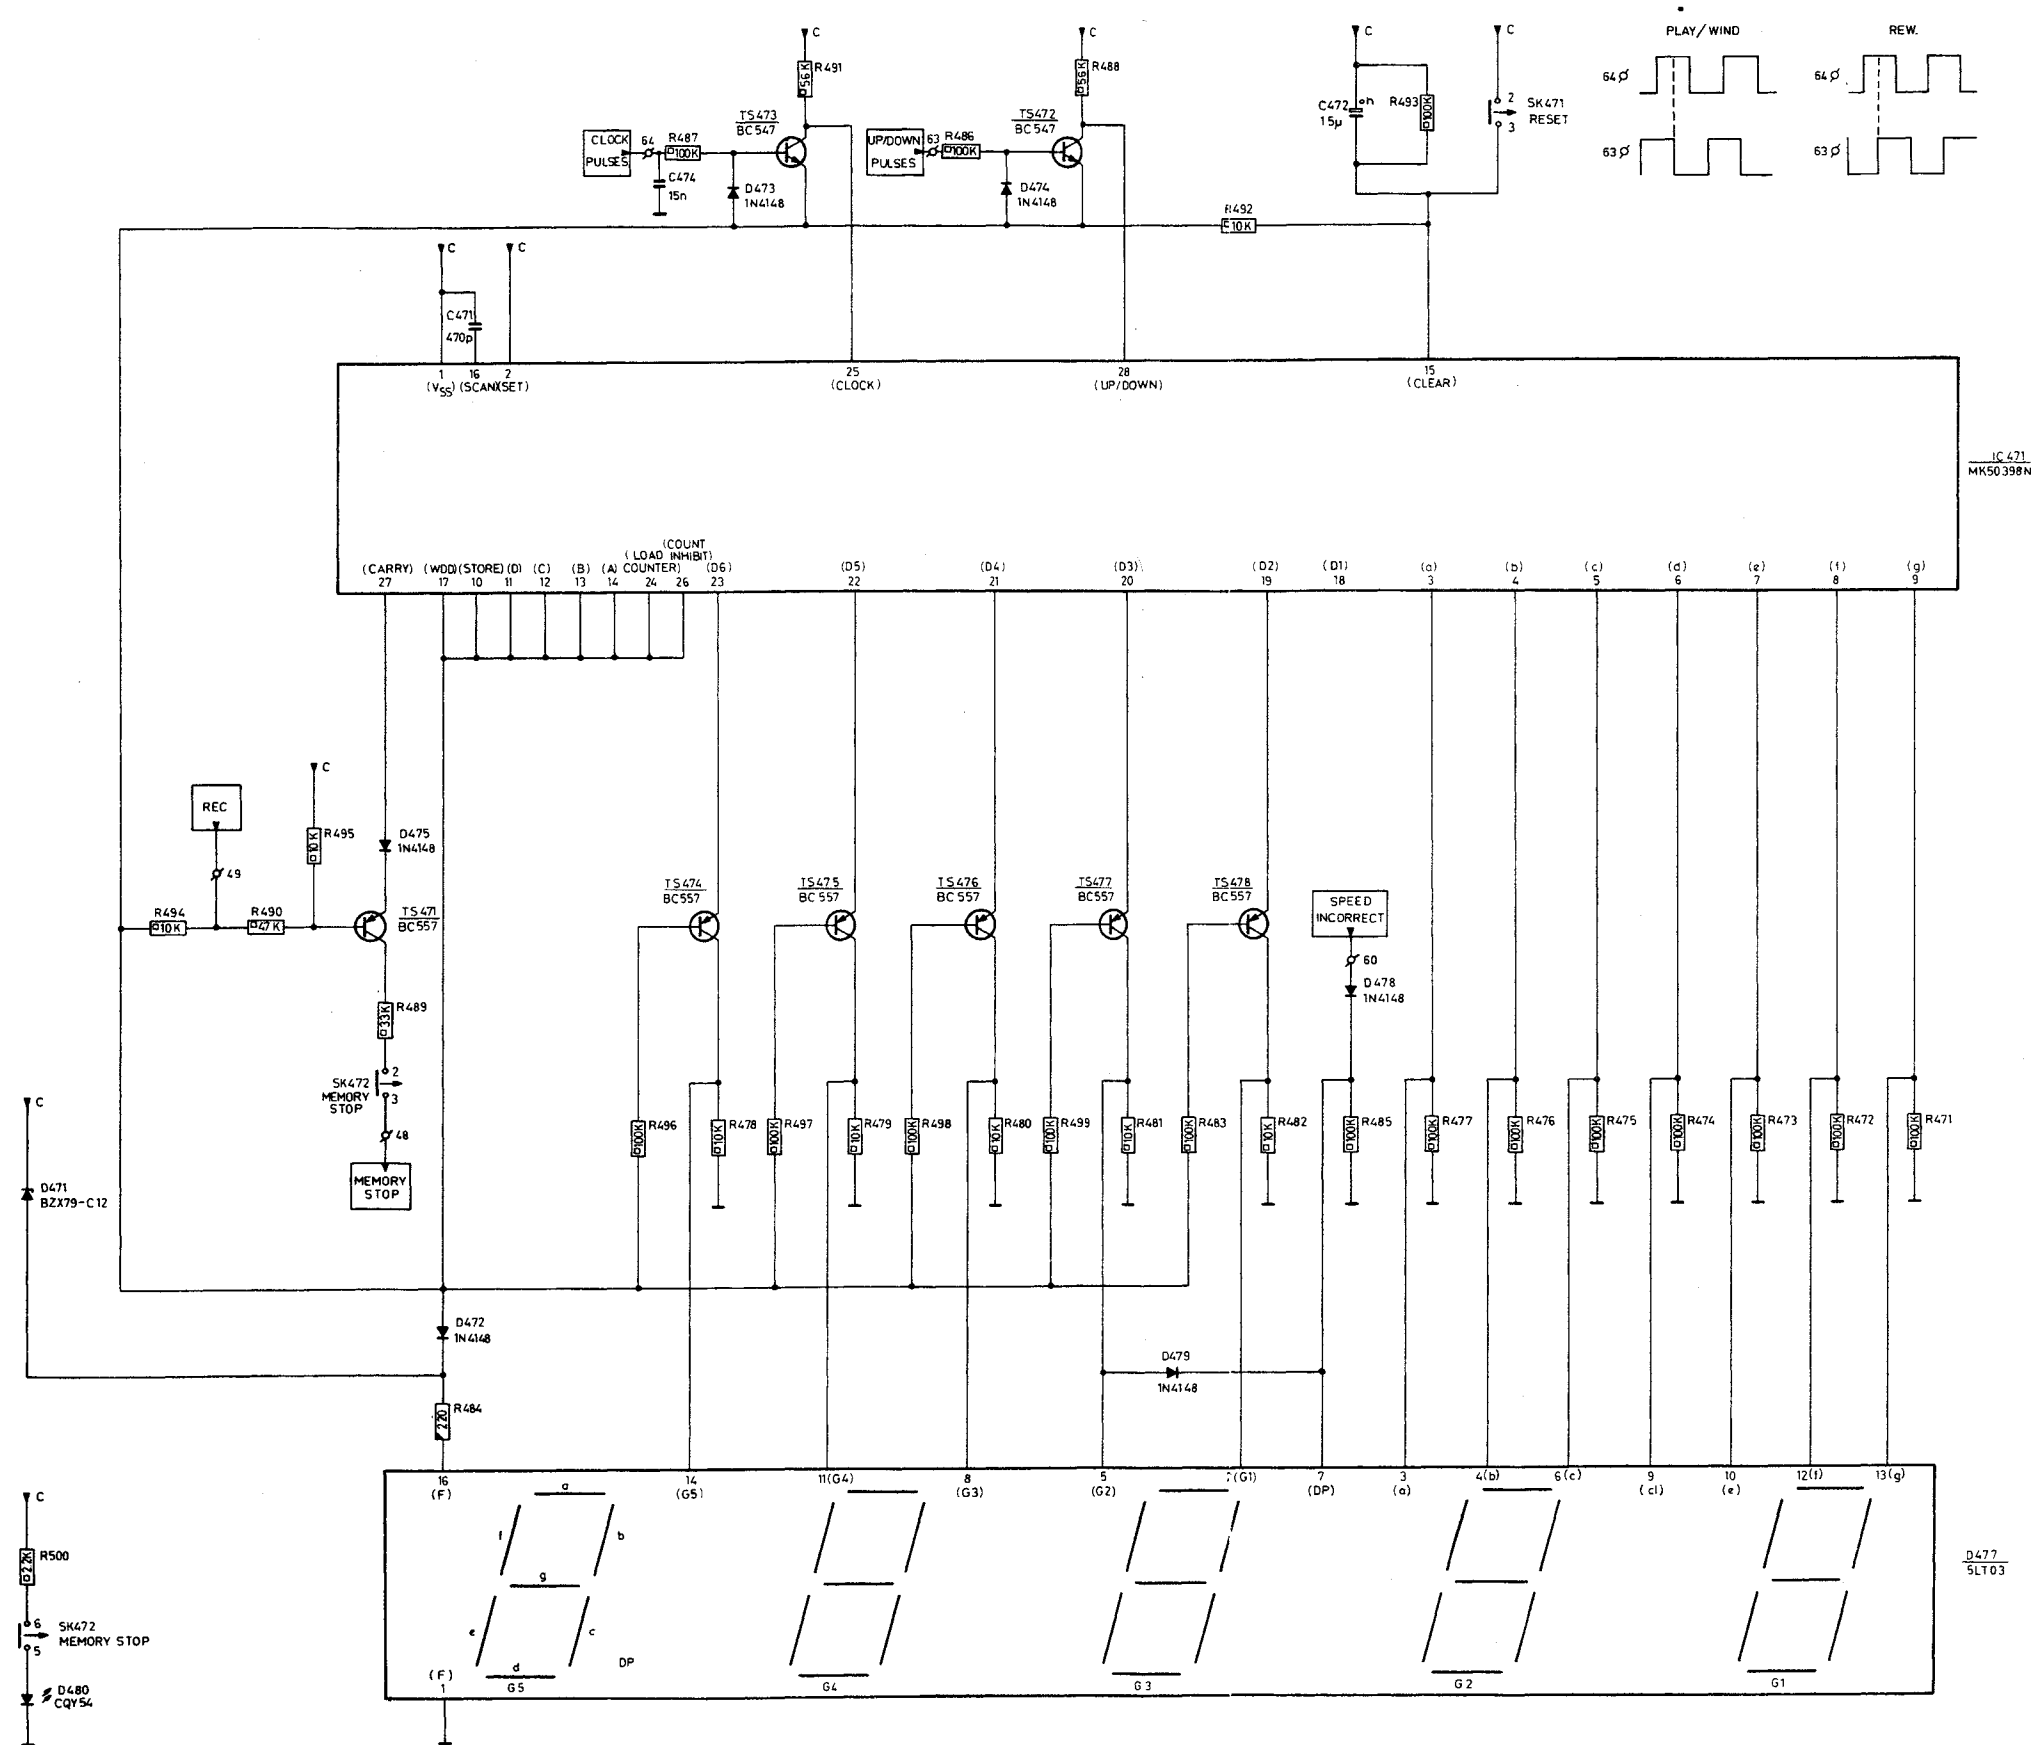 C
C
C
C
PLAY/WIND
REW.
R491
56K
R488
56K
64
64
C472
15µ
R493
100K
2
SK471
RESET
3
TS473
BC547
TS472
BC547
CLOCK
PULSES
64
R487
100K
UP/DOWN
PULSES
63
R486
100K
63
63
C474
15n
D473
1N4148
D474
1N4148
R492
10K
C
C
C471
470p
1
16
2
25
28
15
(VSS)
(SCAN)(SET)
(CLOCK)
(UP/DOWN)
(CLEAR)
IC471
MK50398N
(COUNT
(LOAD INHIBIT)
(CARRY)
(WDD)
(STORE)
(D)
(C)
(B)
(A)
COUNTER)
(D6)
(D5)
(D4)
(D3)
(D2)
(D1)
(a)
(b)
(c)
(d)
(e)
(f)
(g)
27
17
10
11
12
13
14
24
26
23
22
21
20
19
18
3
4
5
6
7
8
9
C
REC
R495
10K
D475
1N4148
49
R494
10K
R490
47K
TS471
BC557
TS474
BC557
TS475
BC557
TS476
BC557
TS477
BC557
TS478
BC557
SPEED
INCORRECT
60
D478
1N4148
R489
33K
SK472
MEMORY
STOP
2
3
48
MEMORY
STOP
C
D471
BZX79-C12
R496
100K
R478
10K
R497
100K
R479
10K
R498
100K
R480
10K
R499
100K
R481
10K
R483
100K
R482
10K
R485
100K
R477
100K
R476
100K
R475
100K
R474
100K
R473
100K
R472
100K
R471
100K
D472
1N4148
D479
1N4148
R484
220
16
(F)
14
(G5)
11(G4)
8
(G3)
5
(G2)
(G1)
7
(DP)
3
(a)
4(b)
6(c)
9
10
(e)
12(f)
13(g)
a
f
b
g
e
c
d
DP
(F)
1
G5
G4
G3
G2
G1
D477
SLT03
C
R500
2.2K
6
SK472
MEMORY STOP
5
D480
CQY54